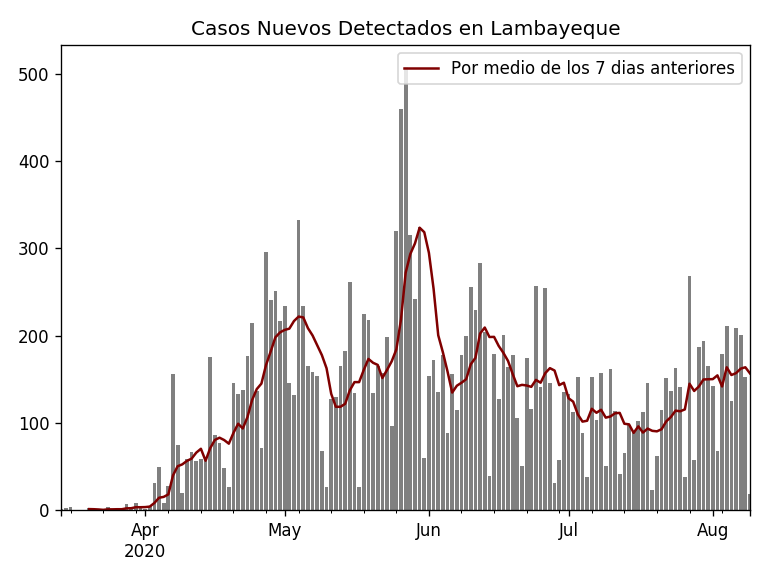 Casos Nuevos Detectados en Lambayeque
Por medio de los 7 dias anteriores
500
400
300
200
100
0
Apr
2020
May
Jun
Jul
Aug